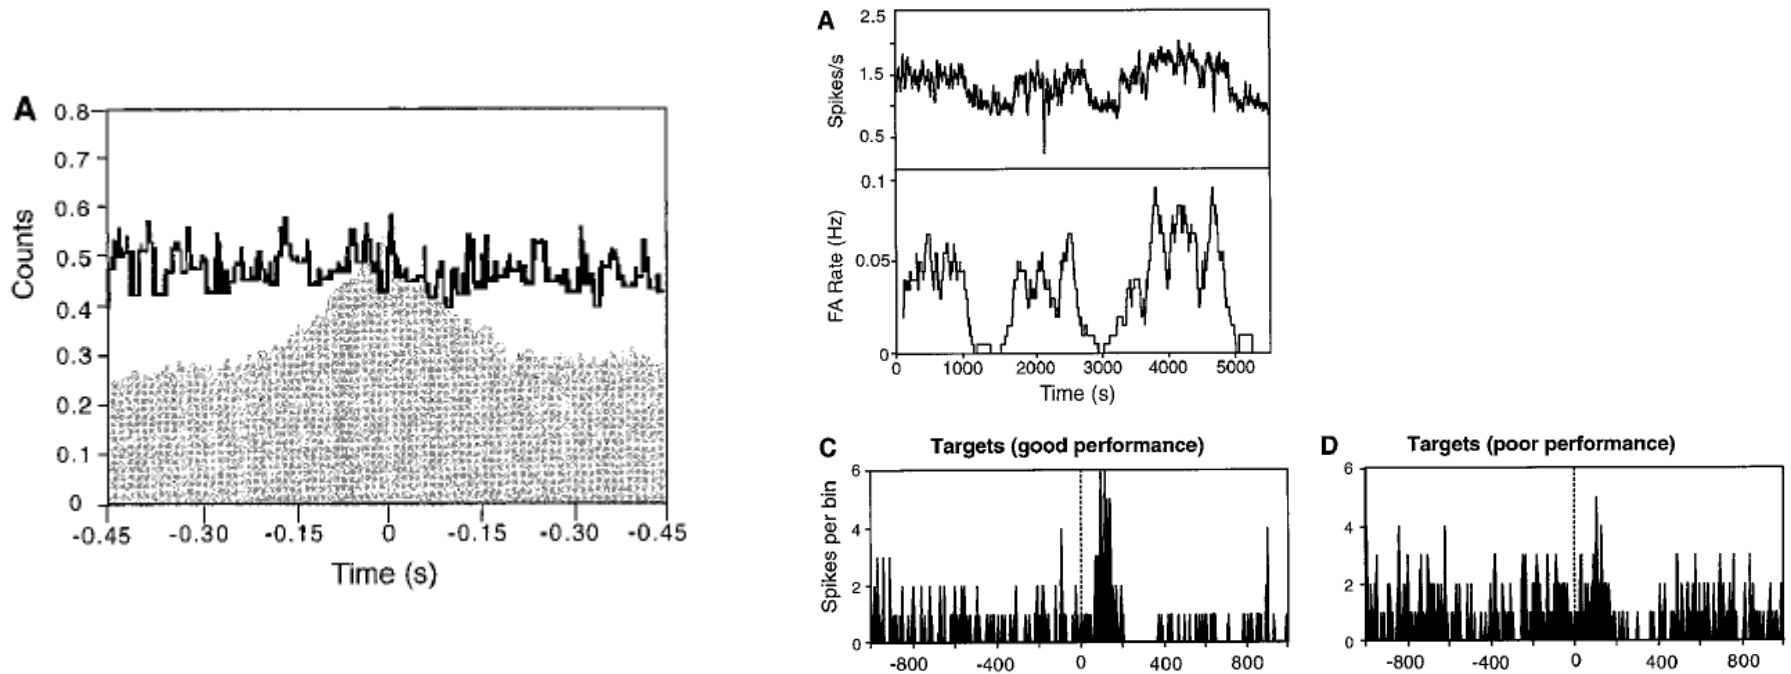 A
0.8
0.7
0.6
0.5
0.4
0.3
0.2
0.1
0
Counts
-0.45 -0.30 -0.15 0 -0.15 -0.30 -0.45
Time (s)
A
2.5
1.5
0.5
Spikes/s
0.1
0.05
0
FA Rate (Hz)
0 1000 2000 3000 4000 5000
Time (s)
C Targets (good performance)
6
4
2
0
Spikes per bin
-800 -400 0 400 800
D Targets (poor performance)
6
4
2
0
-800 -400 0 400 800